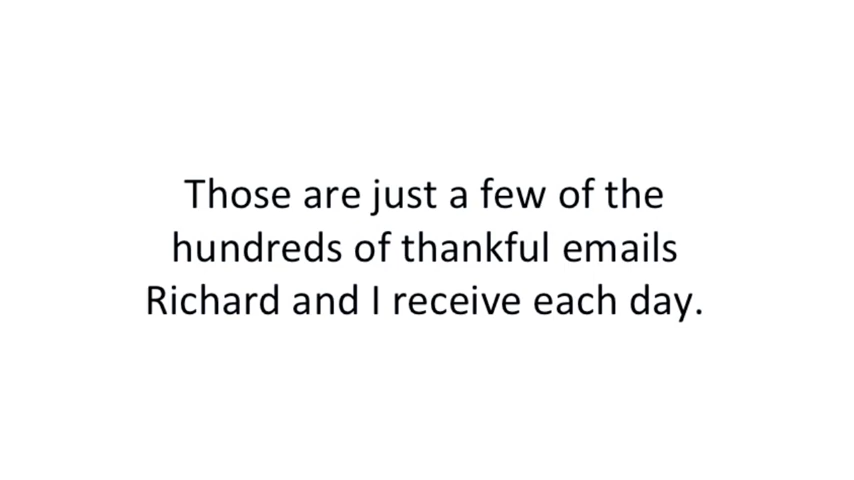 Those are just a few of the
hundreds of thankful emails
Richard and I receive each day.